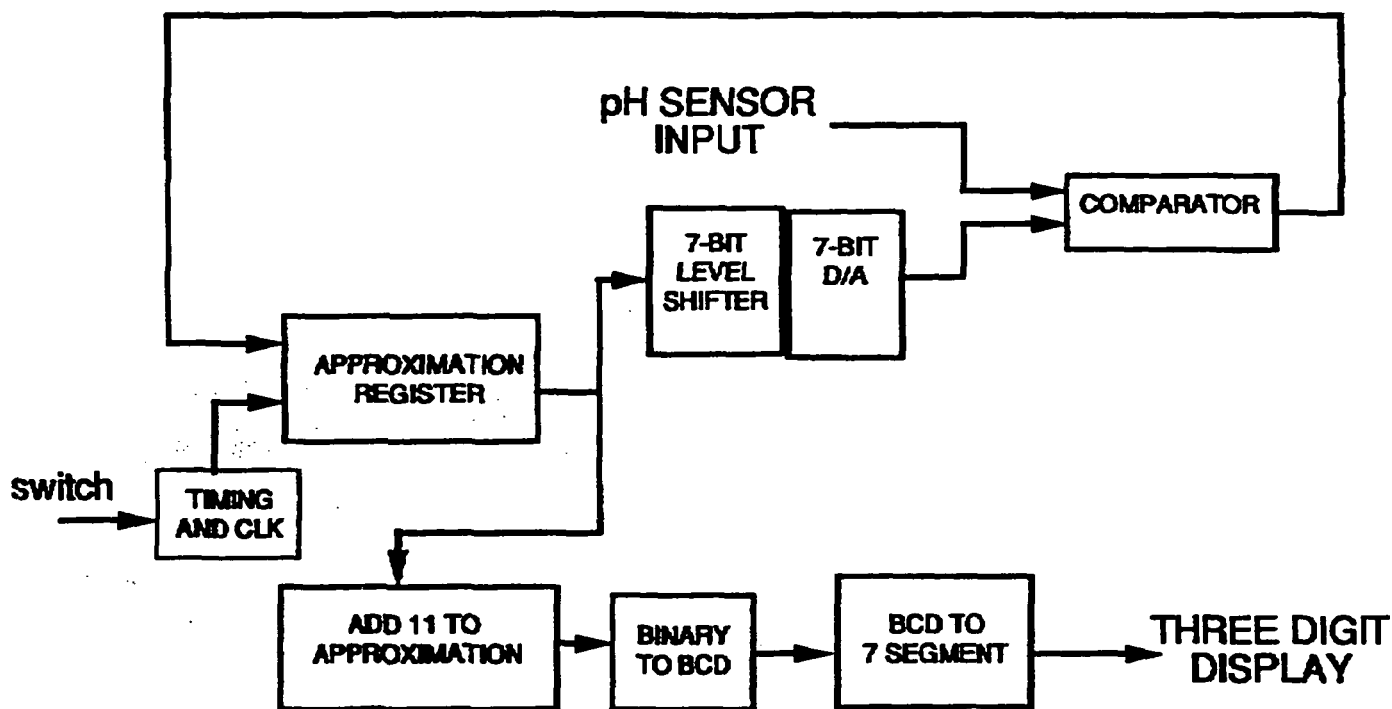 pH SENSOR
INPUT
COMPARATOR
7-BIT
LEVEL
SHIFTER
7-BIT
D/A
APPROXIMATION
REGISTER
switch
TIMING
AND CLK
ADD 11 TO
APPROXIMATION
BINARY
TO BCD
BCD TO
7 SEGMENT
THREE DIGIT
DISPLAY